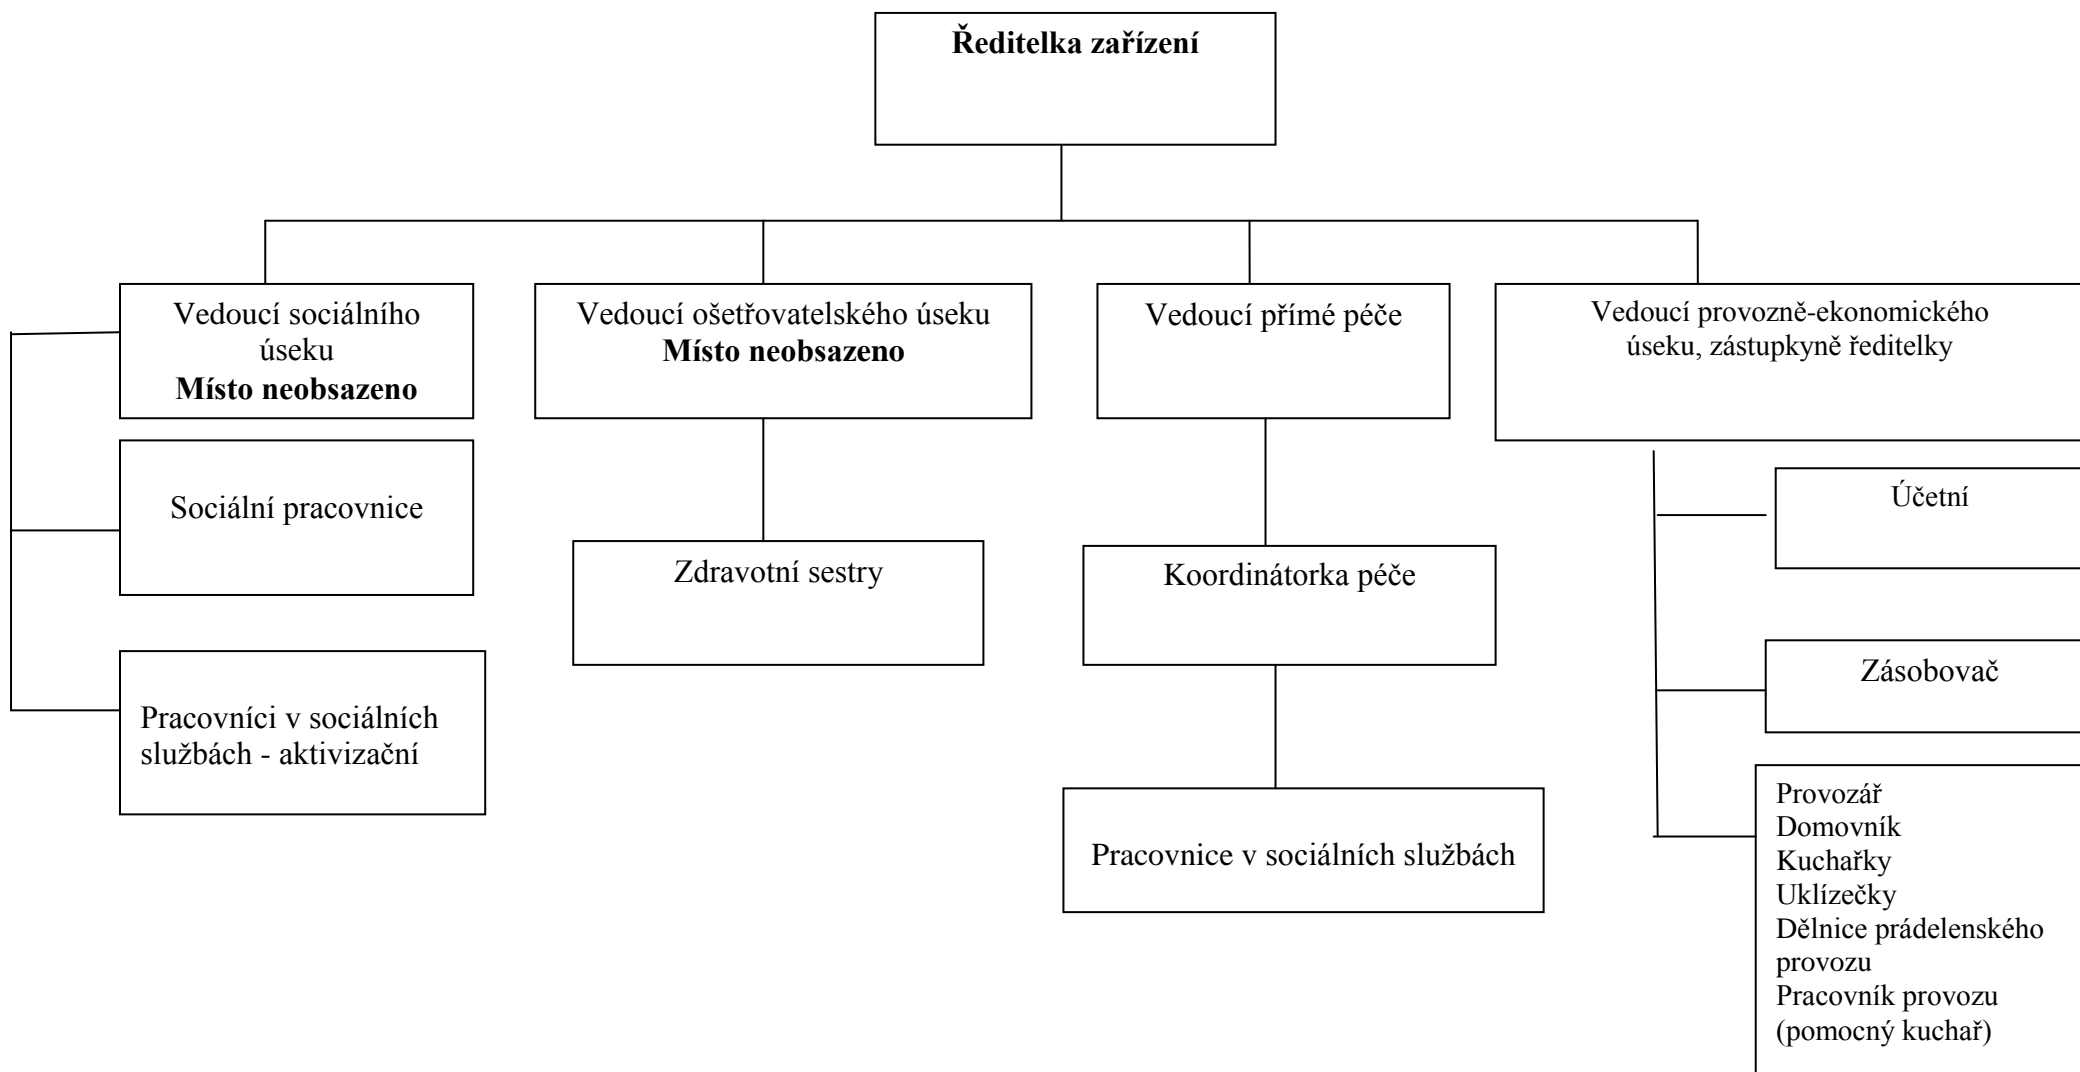 Ředitelka zařízení
Vedoucí sociálního
úseku
Místo neobsazeno
Vedoucí ošetřovatelského úseku
Místo neobsazeno
Vedoucí přímé péče
Vedoucí provozně-ekonomického
úseku, zástupkyně ředitelky
Sociální pracovnice
Účetní
Zdravotní sestry
Koordinátorka péče
Zásobovač
Pracovníci v sociálních
službách - aktivizační
Pracovnice v sociálních službách
Provozář
Domovník
Kuchařky
Uklízečky
Dělnice prádelenského
provozu
Pracovník provozu
(pomocný kuchař)